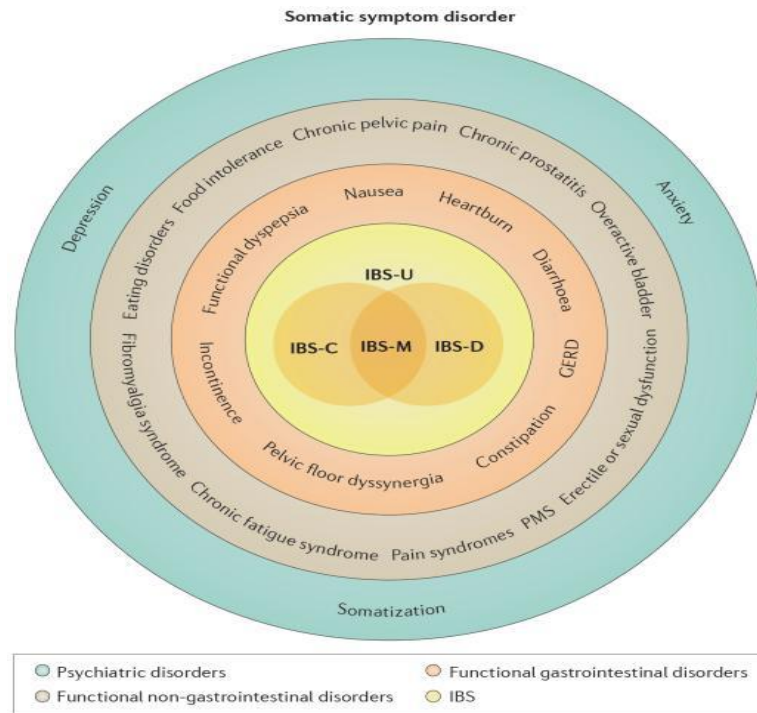 Somatic symptom disorder
Depression
Anxiety
Somatization
Food intolerance
Chronic pelvic pain
Chronic prostatitis
Overactive bladder
Erectile or sexual dysfunction
PMS
Pain syndromes
Chronic fatigue syndrome
Fibromyalgia syndrome
Eating disorders
Functional dyspepsia
Nausea
Heartburn
Diarrhoea
GERD
Constipation
Pelvic floor dyssynergia
Incontinence
IBS-U
IBS-C IBS-M IBS-D
Psychiatric disorders
Functional gastrointestinal disorders
Functional non-gastrointestinal disorders
IBS